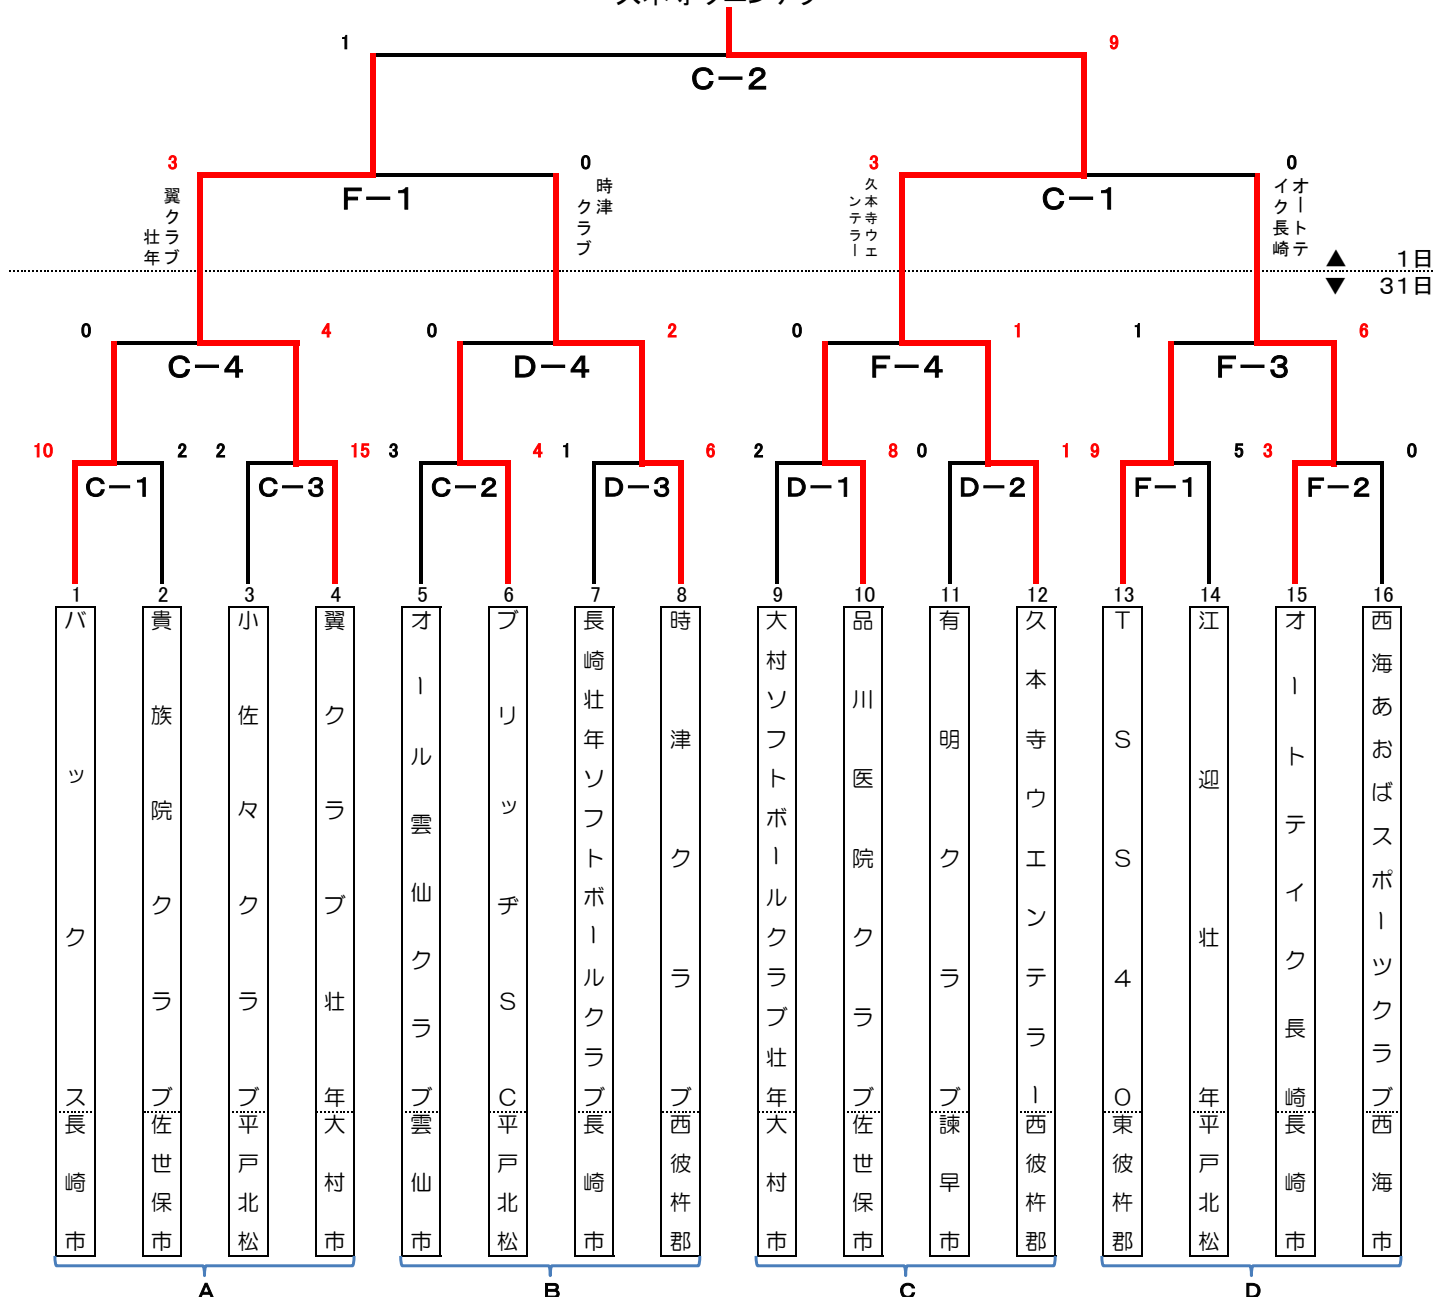 1
9
C－2
3
0
3
0
翼クラブ
壮年
F－1
時津
クラブ
久本寺ウェ
ンテラー
C－1
オートテ
イク長崎
▲ 1日
▼ 31日
0
4
0
2
0
1
1
6
C－4
D－4
F－4
F－3
10
2
2
15
3
4
1
6
2
8
0
1
9
5
3
0
C－1
C－3
C－2
D－3
D－1
D－2
F－1
F－2
1
2
3
4
5
6
7
8
9
10
11
12
13
14
15
16
バックス
貴族院クラブ
小佐々クラブ
翼クラブ壮年
オール雲仙クラブ
ブリッヂSC
長崎壮年ソフトボールクラブ
時津クラブ
大村ソフトボールクラブ壮年
品川医院クラブ
有明クラブ
久本寺ウエンテラー
TSS40
江迎壮年
オートテイク長崎
西海あおばスポーツクラブ
長崎市
佐世保市
平戸北松
大村市
雲仙市
平戸北松
長崎市
西彼杵郡
大村市
佐世保市
諫早市
西彼杵郡
東彼杵郡
平戸北松
長崎市
西海市
A
B
C
D